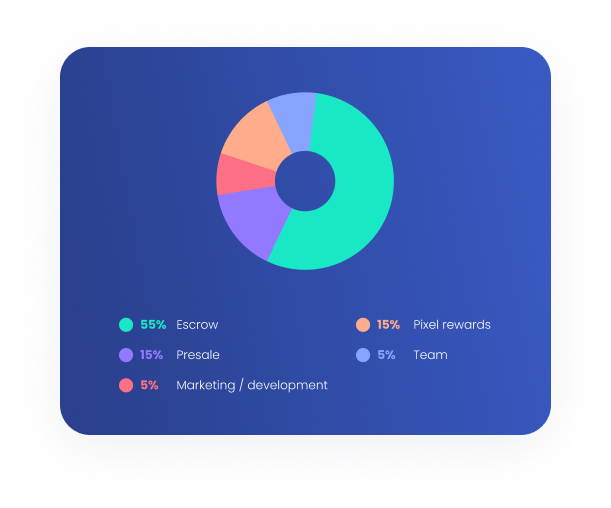 55% Escrow
15% Presale
5% Marketing / development
15% Pixel rewards
5% Team